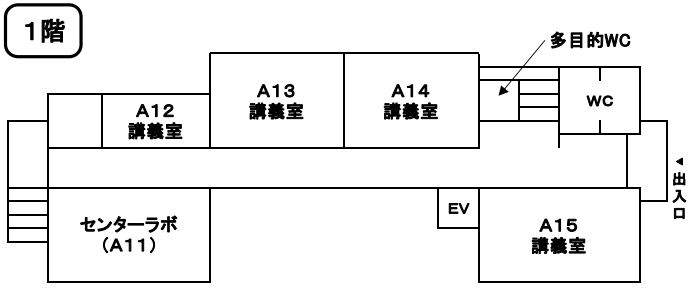 １階
多目的WC
Ａ１３
講義室
Ａ１４
講義室
Ａ１２
講義室
WC
出入口
センターラボ
（Ａ１１）
EV
Ａ１５
講義室